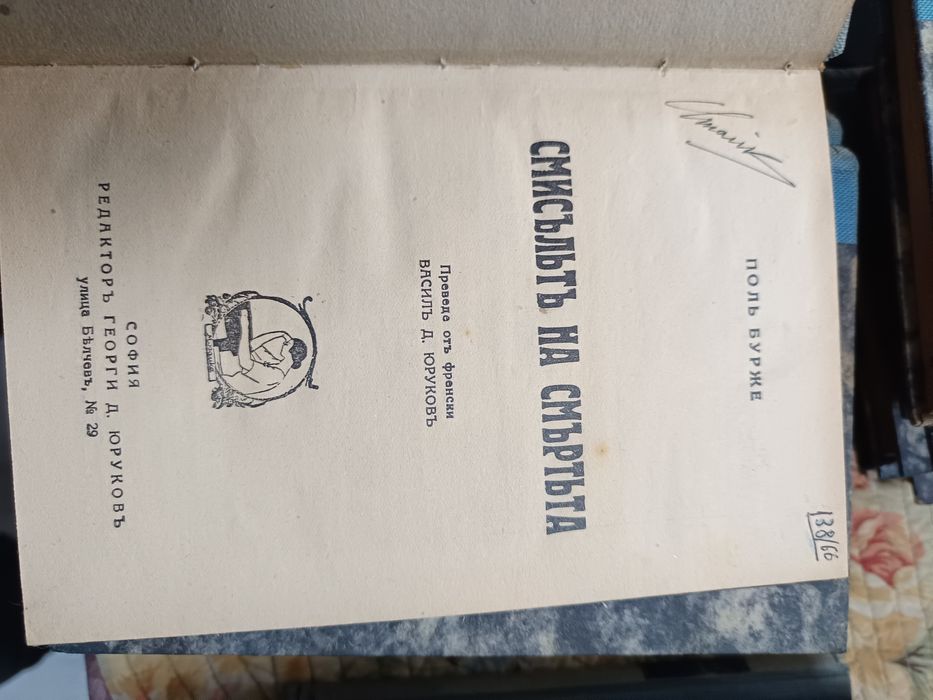 138/66
ПОЛЬ БУРЖЕ
СМИСЪЛЬТЪ НА СМЪРТЬТА
Преведе отъ френски
ВАСИЛЪ Д. ЮРУКОВЪ
СОФИЯ
РЕДАКТОРЪ ГЕОРГИ Д. ЮРУКОВЪ
улица Бѣлчевъ, № 29